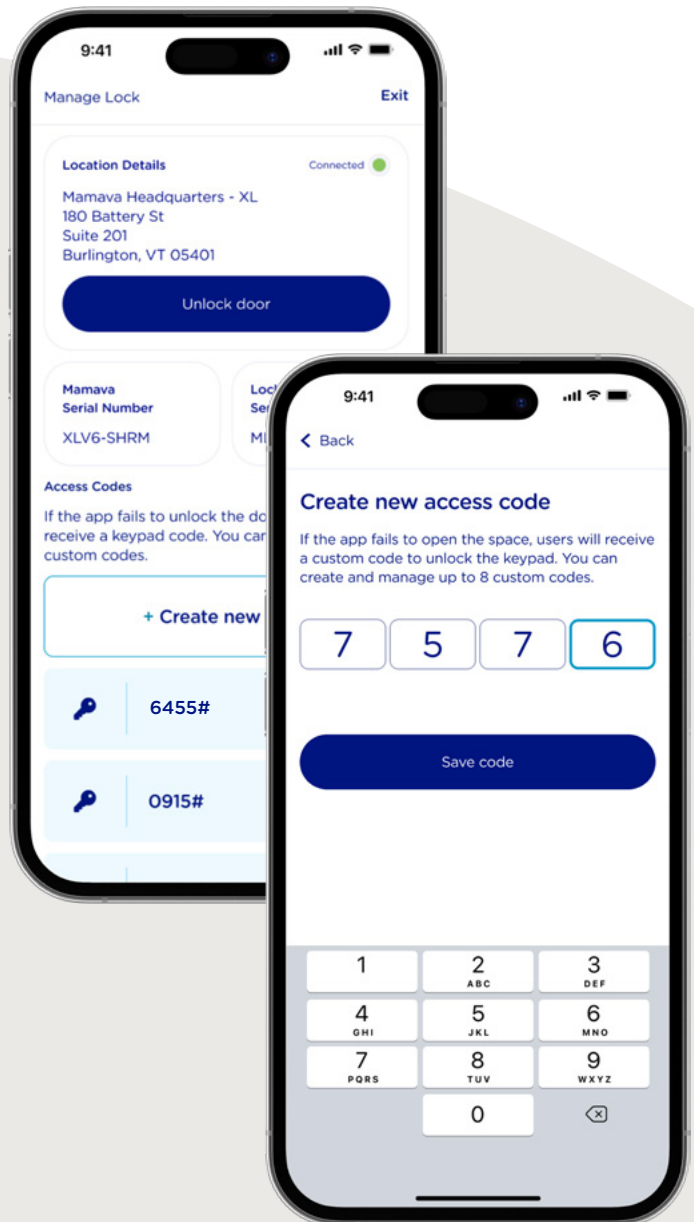 9:41
Manage Lock Exit
Location Details Connected
Mamava Headquarters - XL
180 Battery St
Suite 201
Burlington, VT 05401
Unlock door
Mamava
Serial Number
XLV6-SHRM
Access Codes
If the app fails to unlock the
receive a keypad code. You
custom codes.
+ Create new
6455#
0915#
9:41
Back
Create new access code
If the app fails to open the space, users will receive
a custom code to unlock the keypad. You can
create and manage up to 8 custom codes.
7 5 7 6
Save code
1 2 3
ABC DEF
4 5 6
GHI JKL MNO
7 8 9
PQRS TUV WXYZ
0